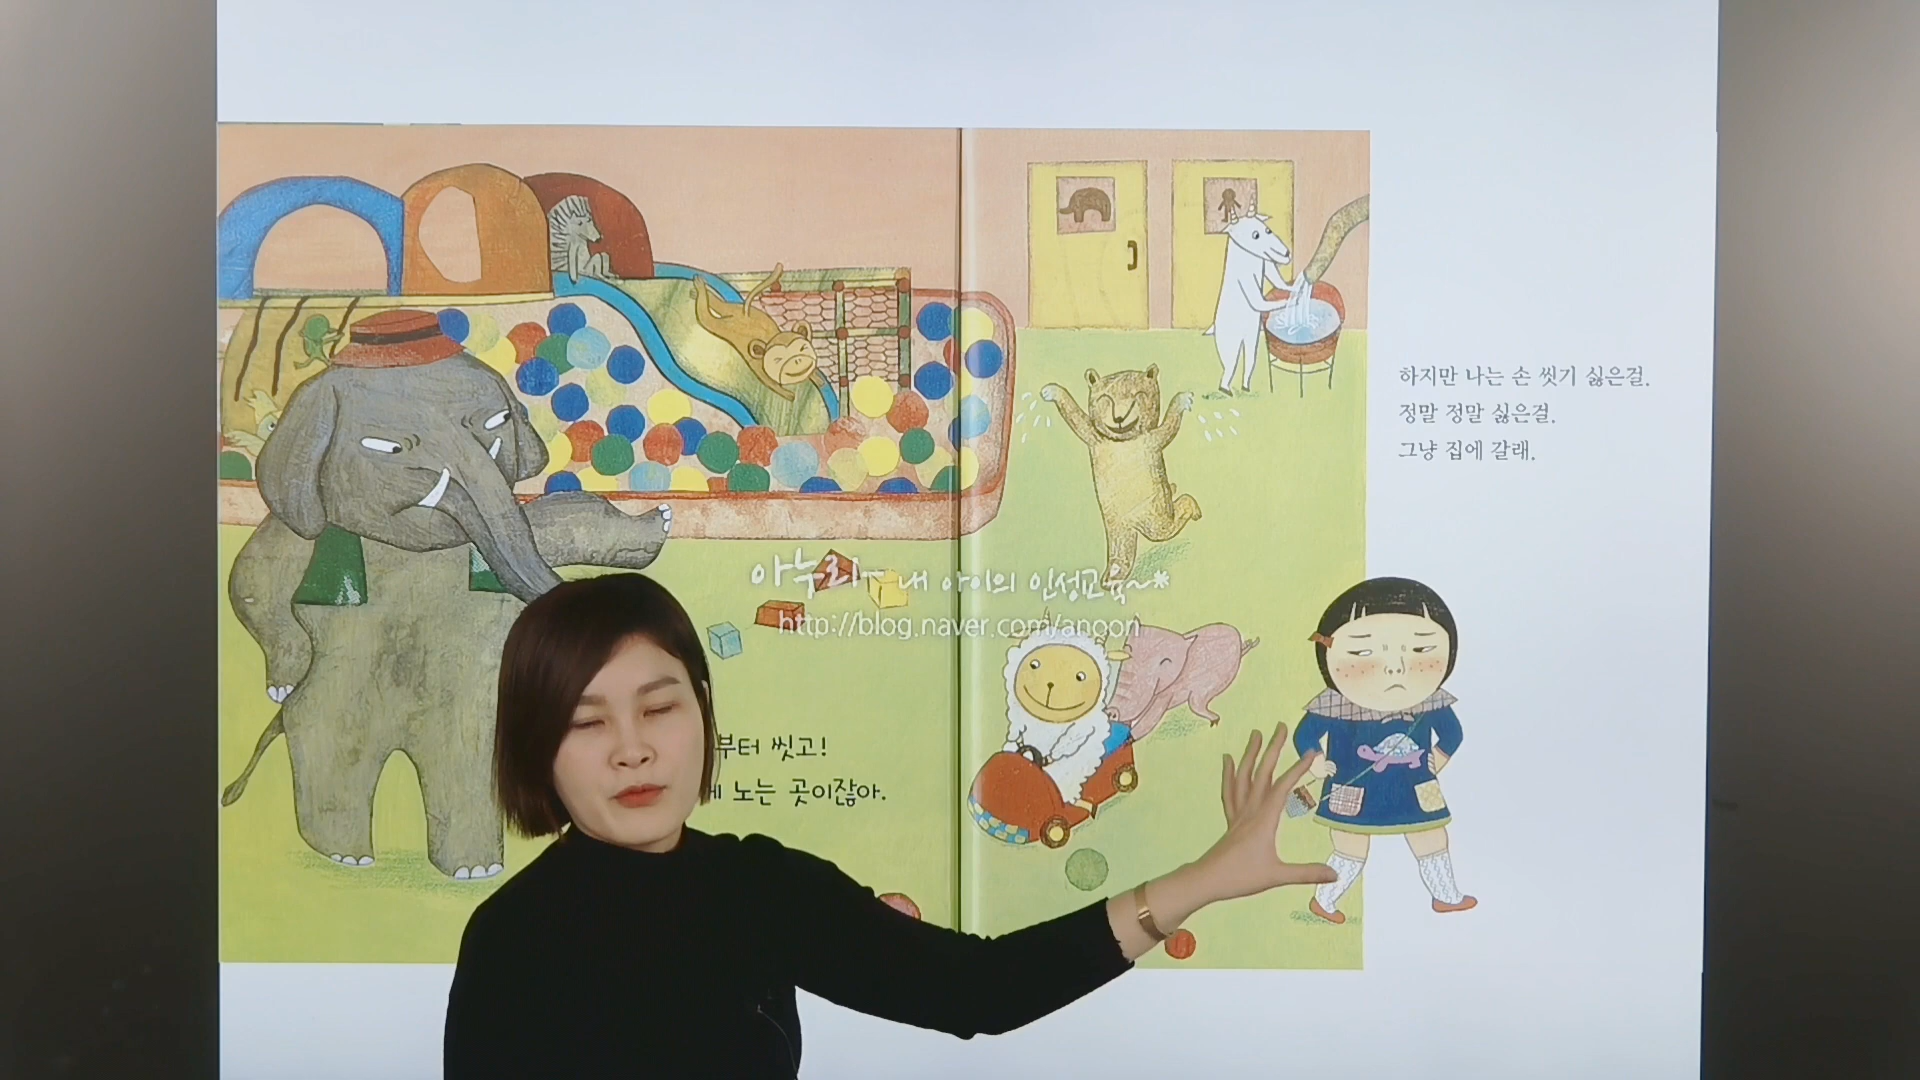 하지만 나는 손 씻기 싫은걸.
정말 정말 싫은걸.
그냥 집에 갈래.
아누리~ 내 아이의 인성교육~*
http://blog.naver.com/anoori
부터 씻고!
노는 곳이잖아.